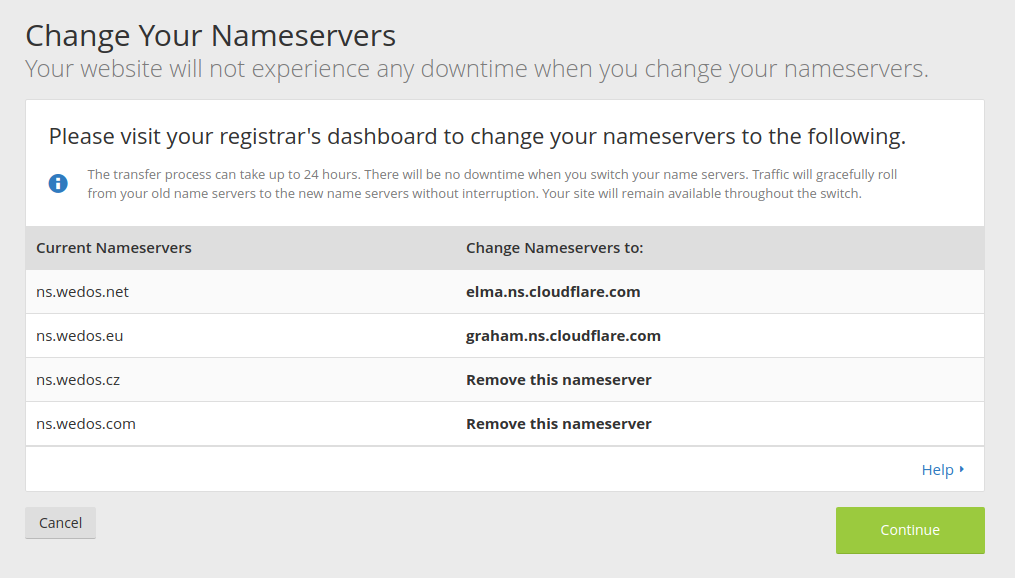 Change Your Nameservers
Your website will not experience any downtime when you change your nameservers.
Please visit your registrar's dashboard to change your nameservers to the following.
The transfer process can take up to 24 hours. There will be no downtime when you switch your name servers. Traffic will gracefully roll
from your old name servers to the new name servers without interruption. Your site will remain available throughout the switch.
Current Nameservers Change Nameservers to:
ns.wedos.net elma.ns.cloudflare.com
ns.wedos.eu graham.ns.cloudflare.com
ns.wedos.cz Remove this nameserver
ns.wedos.com Remove this nameserver
Help
Cancel Continue